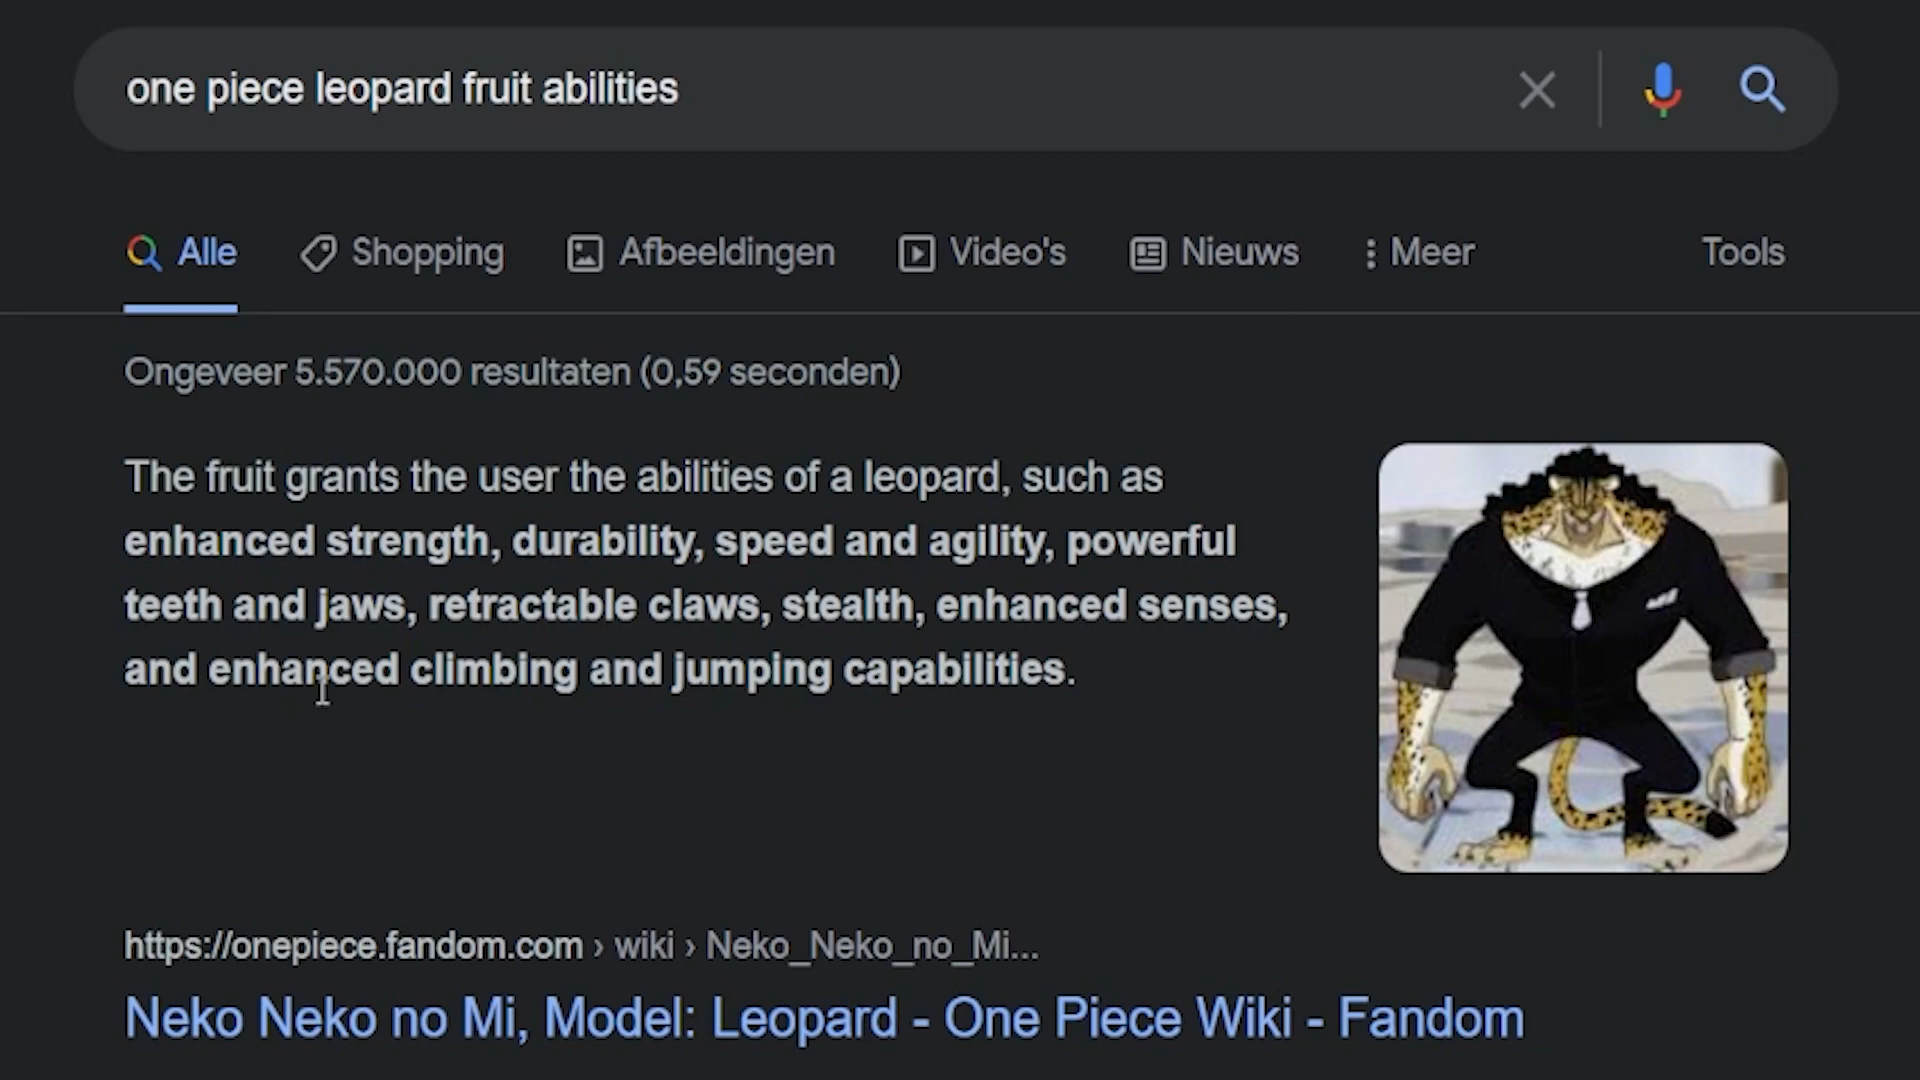 one piece leopard fruit abilities
Alle Shopping Afbeeldingen Video's Nieuws Meer Tools
Ongeveer 5.570.000 resultaten (0,59 seconden)
The fruit grants the user the abilities of a leopard, such as
enhanced strength, durability, speed and agility, powerful
teeth and jaws, retractable claws, stealth, enhanced senses,
and enhanced climbing and jumping capabilities.
https://onepiece.fandom.com › wiki › Neko_Neko_no_Mi...
Neko Neko no Mi, Model: Leopard - One Piece Wiki - Fandom